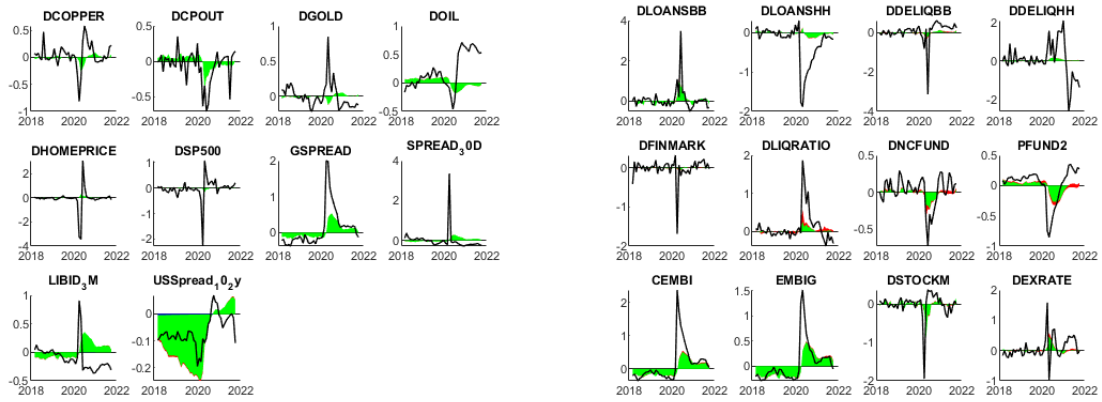 DCOPPER DCPOUT DGOLD DOIL
0.5 0 -0.5 -1 2018 2020 2022
0.5 0 -0.5 2018 2020 2022
1 0.5 0 2018 2020 2022
1 0.5 0 -0.5 2018 2020 2022
DLOANSBB DLOANSHH DDELIQBB DDELIQHH
4 2 0 2018 2020 2022
0 -1 -2 2018 2020 2022
0 -2 -4 2018 2020 2022
2 0 -2 2018 2020 2022
DHOMEPRICE DSP500 GSPREAD SPREAD₃0D
2 0 -2 -4 2018 2020 2022
1 0 -1 -2 2018 2020 2022
2 1 0 2018 2020 2022
4 2 0 2018 2020 2022
DFINMARK DLIQRATIO DNCFUND PFUND2
0 -2 2018 2020 2022
2 1 0 2018 2020 2022
0.5 0 -0.5 2018 2020 2022
0.5 0 -0.5 -1 2018 2020 2022
LIBID₃M USSpread₁0₂y
1 0.5 0 -0.5 2018 2020 2022
0 -0.1 -0.2 2018 2020 2022
CEMBI EMBIG DSTOCKM DEXRATE
2 1 0 2018 2020 2022
1.5 1 0.5 0 2018 2020 2022
0 -1 -2 2018 2020 2022
2 1 0 -1 2018 2020 2022